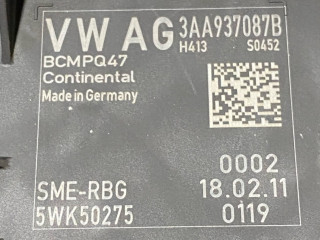 VW AG 3AA937087B
H413 S0452
BCMPQ47
Continental
Made in Germany
0002
SME-RBG 18.02.11
5WK50275 0119